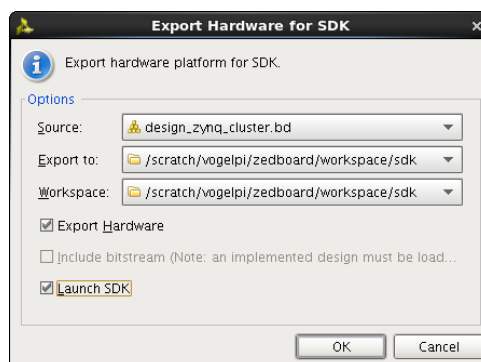 Export Hardware for SDK
Export hardware platform for SDK.
Options
Source: design_zynq_cluster.bd
Export to: /scratch/vogelpi/zedboard/workspace/sdk
Workspace: /scratch/vogelpi/zedboard/workspace/sdk
Export Hardware
Include bitstream (Note: an implemented design must be load...
Launch SDK
OK Cancel